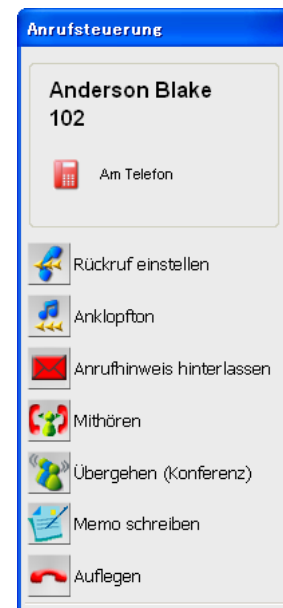 Anrufsteuerung
Anderson Blake
102
Am Telefon
Rückruf einstellen
Anklopfton
Anrufhinweis hinterlassen
Mithören
Übergehen (Konferenz)
Memo schreiben
Auflegen